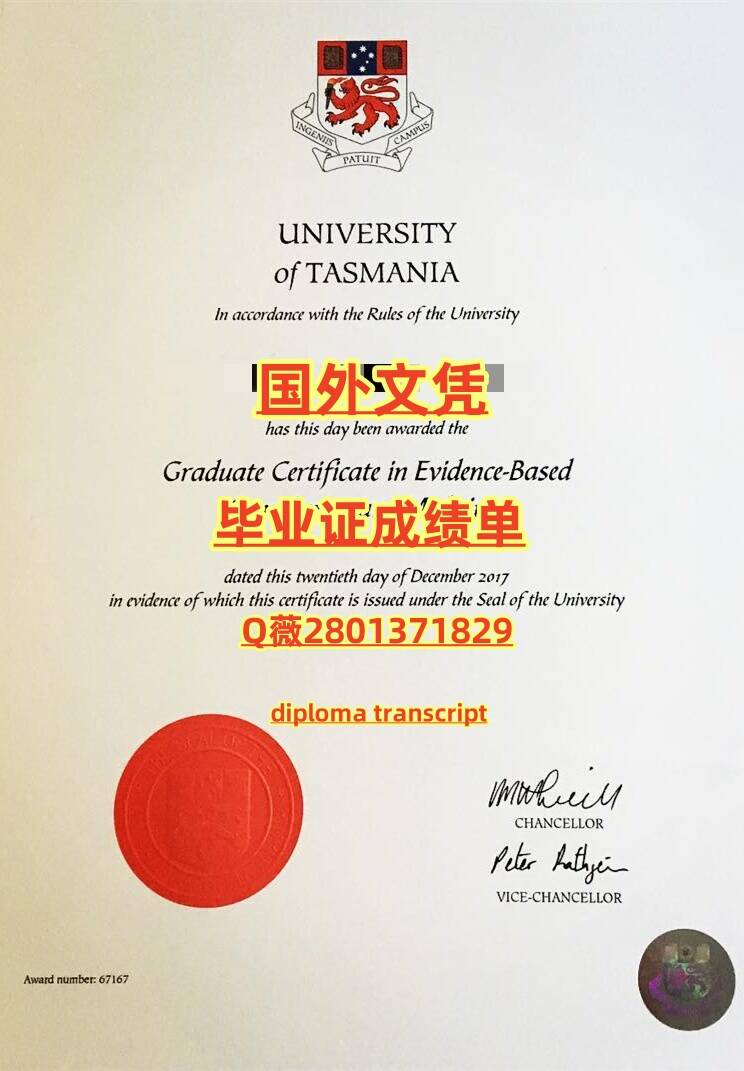 INGENIIS PATUIT CAMPUS
UNIVERSITY
of TASMANIA
In accordance with the Rules of the University
国外文凭
has this day been awarded the
Graduate Certificate in Evidence-Based
毕业证成绩单
dated this twentieth day of December 2017
in evidence of which this certificate is issued under the Seal of the University
Q薇2801371829
diploma transcript
CHANCELLOR
Peter Rathjen
VICE-CHANCELLOR
Award number: 67167